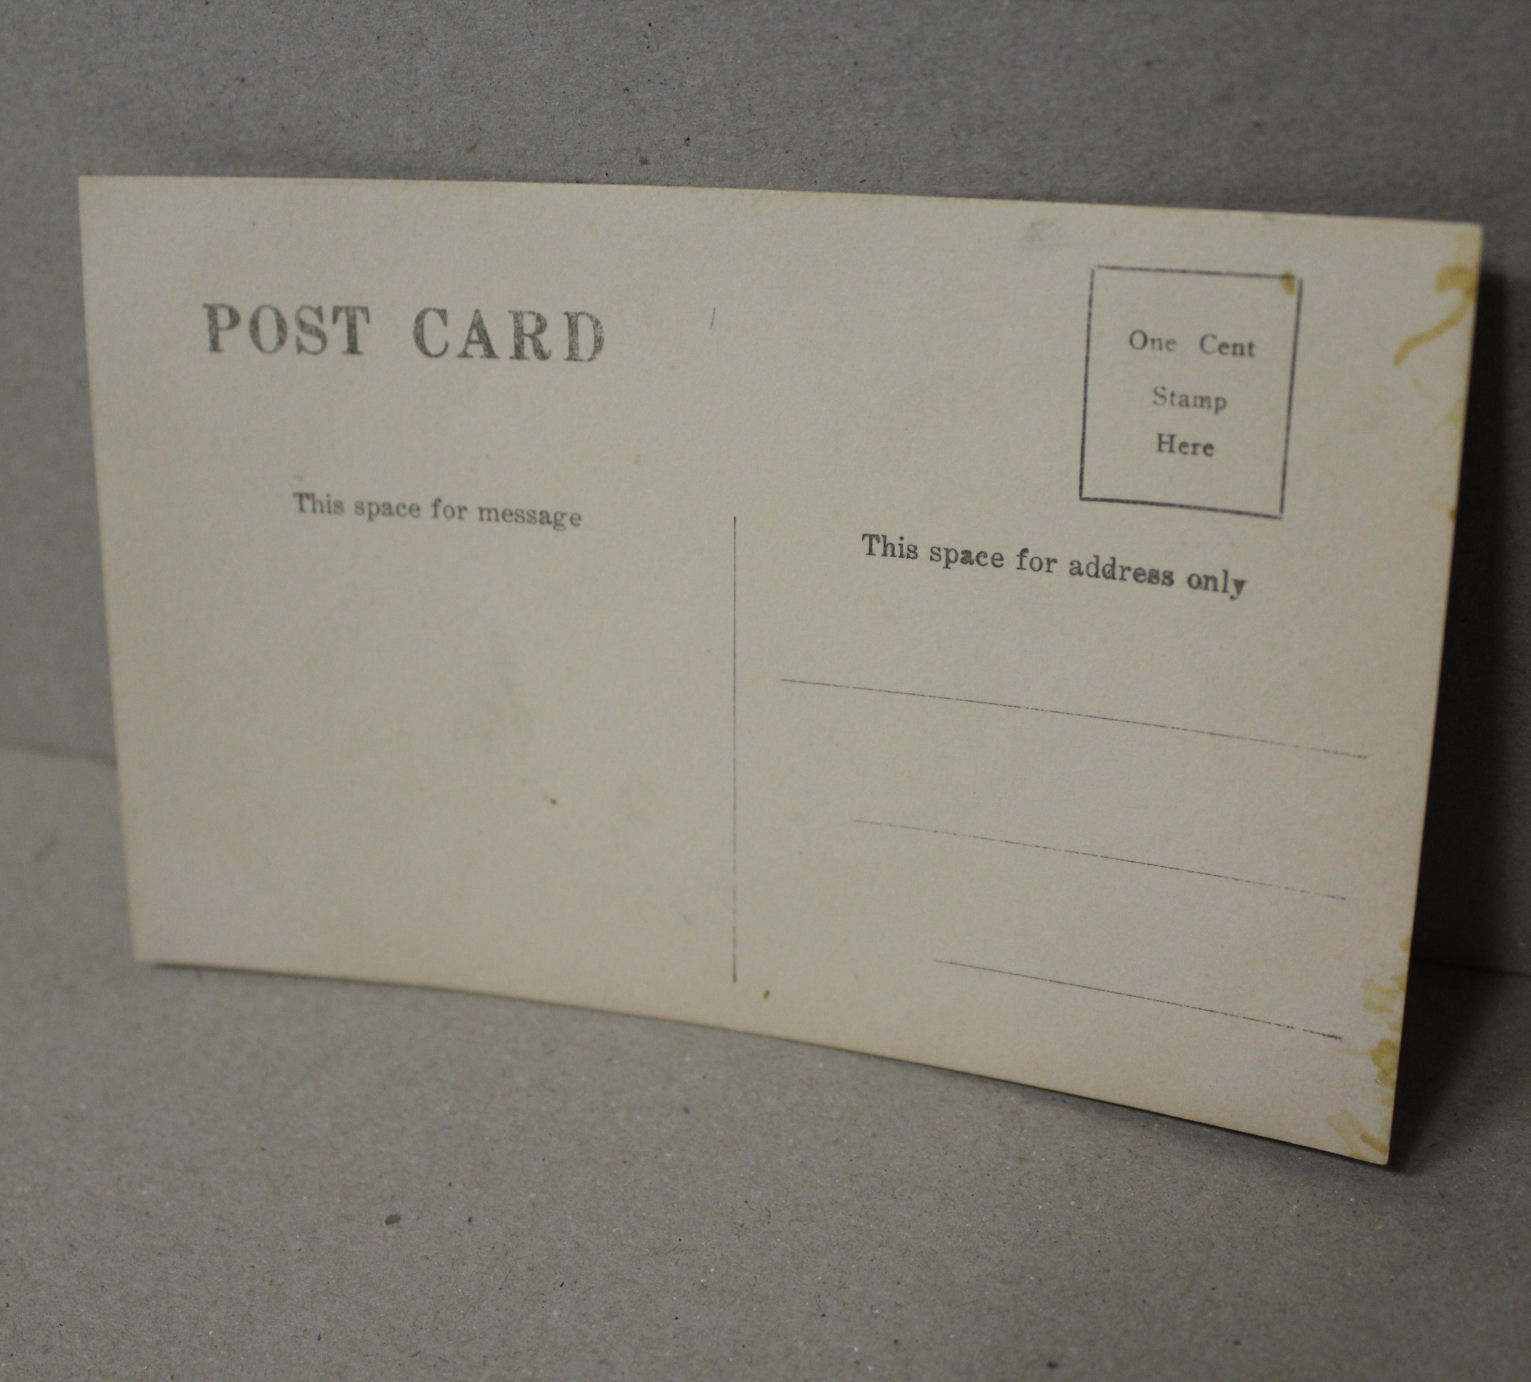 POST CARD
One Cent
Stamp
Here
This space for message
This space for address only